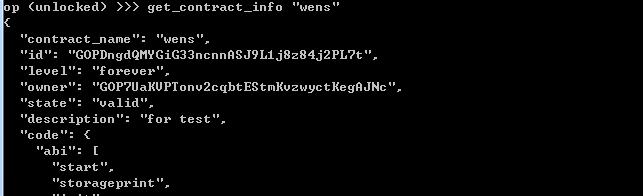 op (unlocked) >>> get_contract_info "wens"
{
"contract_name": "wens",
"id": "GOPDngdQMYGiG33ncnnASJ9L1j8z84j2PL7t",
"level": "forever",
"owner": "GOP7UaKVPTonv2cqbtEStmKvzwyctKegAJNc",
"state": "valid",
"description": "for test",
"code": {
"abi": [
"start",
"storageprint",